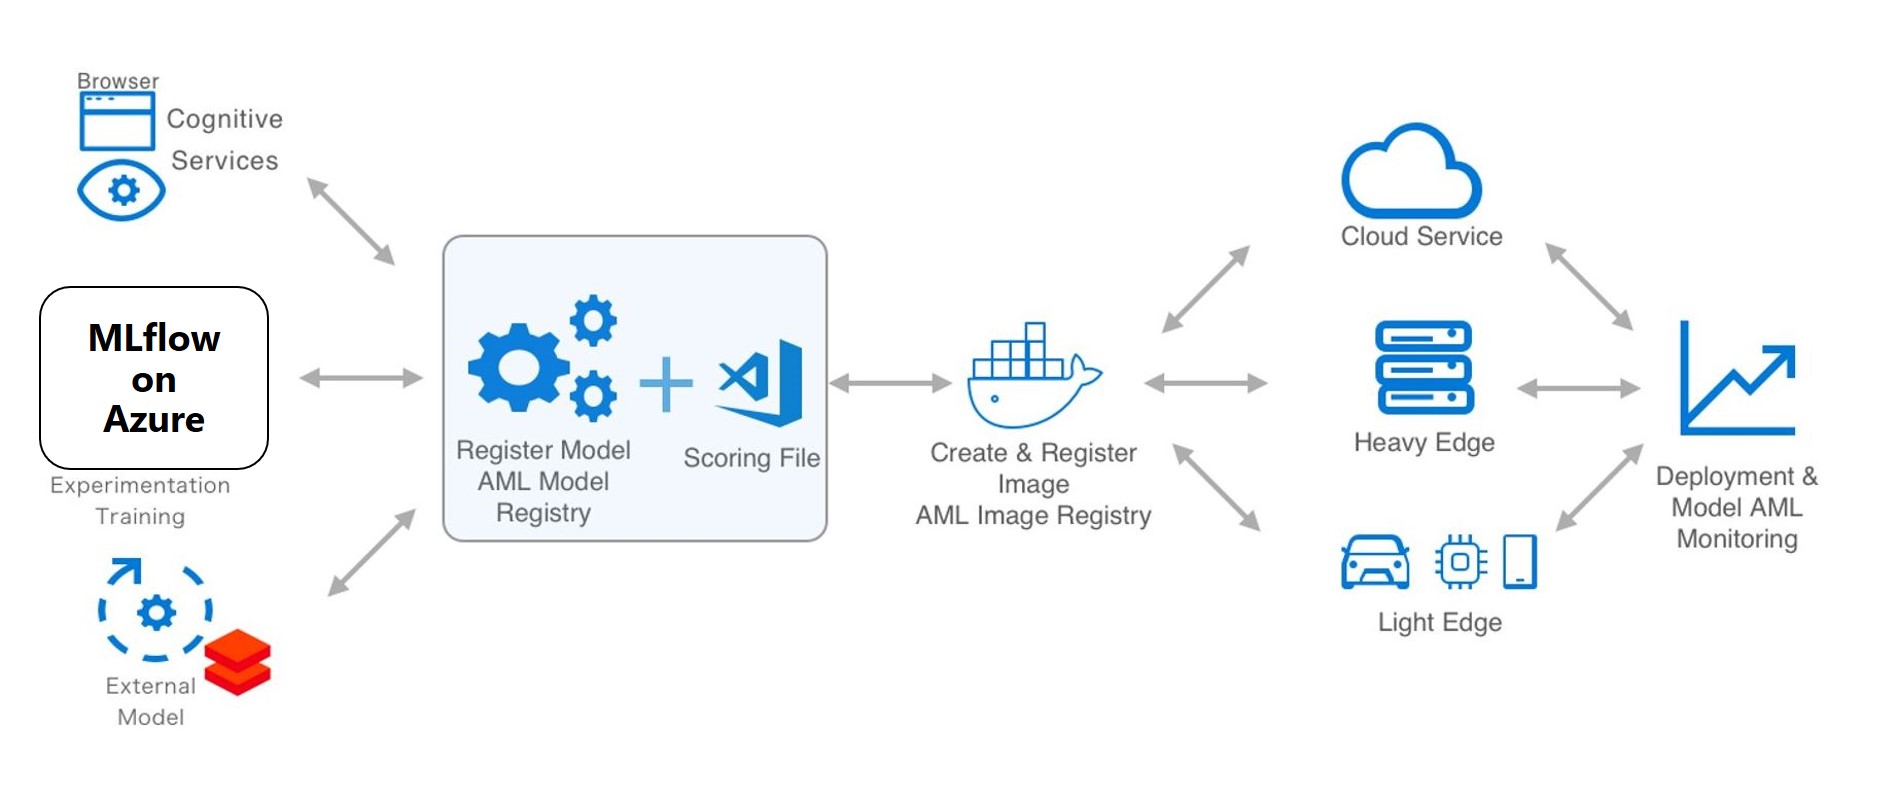 Browser
Cognitive
Services
MLflow
on
Azure
Experimentation
Training
External
Model
Register Model
AML Model
Registry
Scoring File
Create & Register
Image
AML Image Registry
Cloud Service
Heavy Edge
Light Edge
Deployment &
Model AML
Monitoring